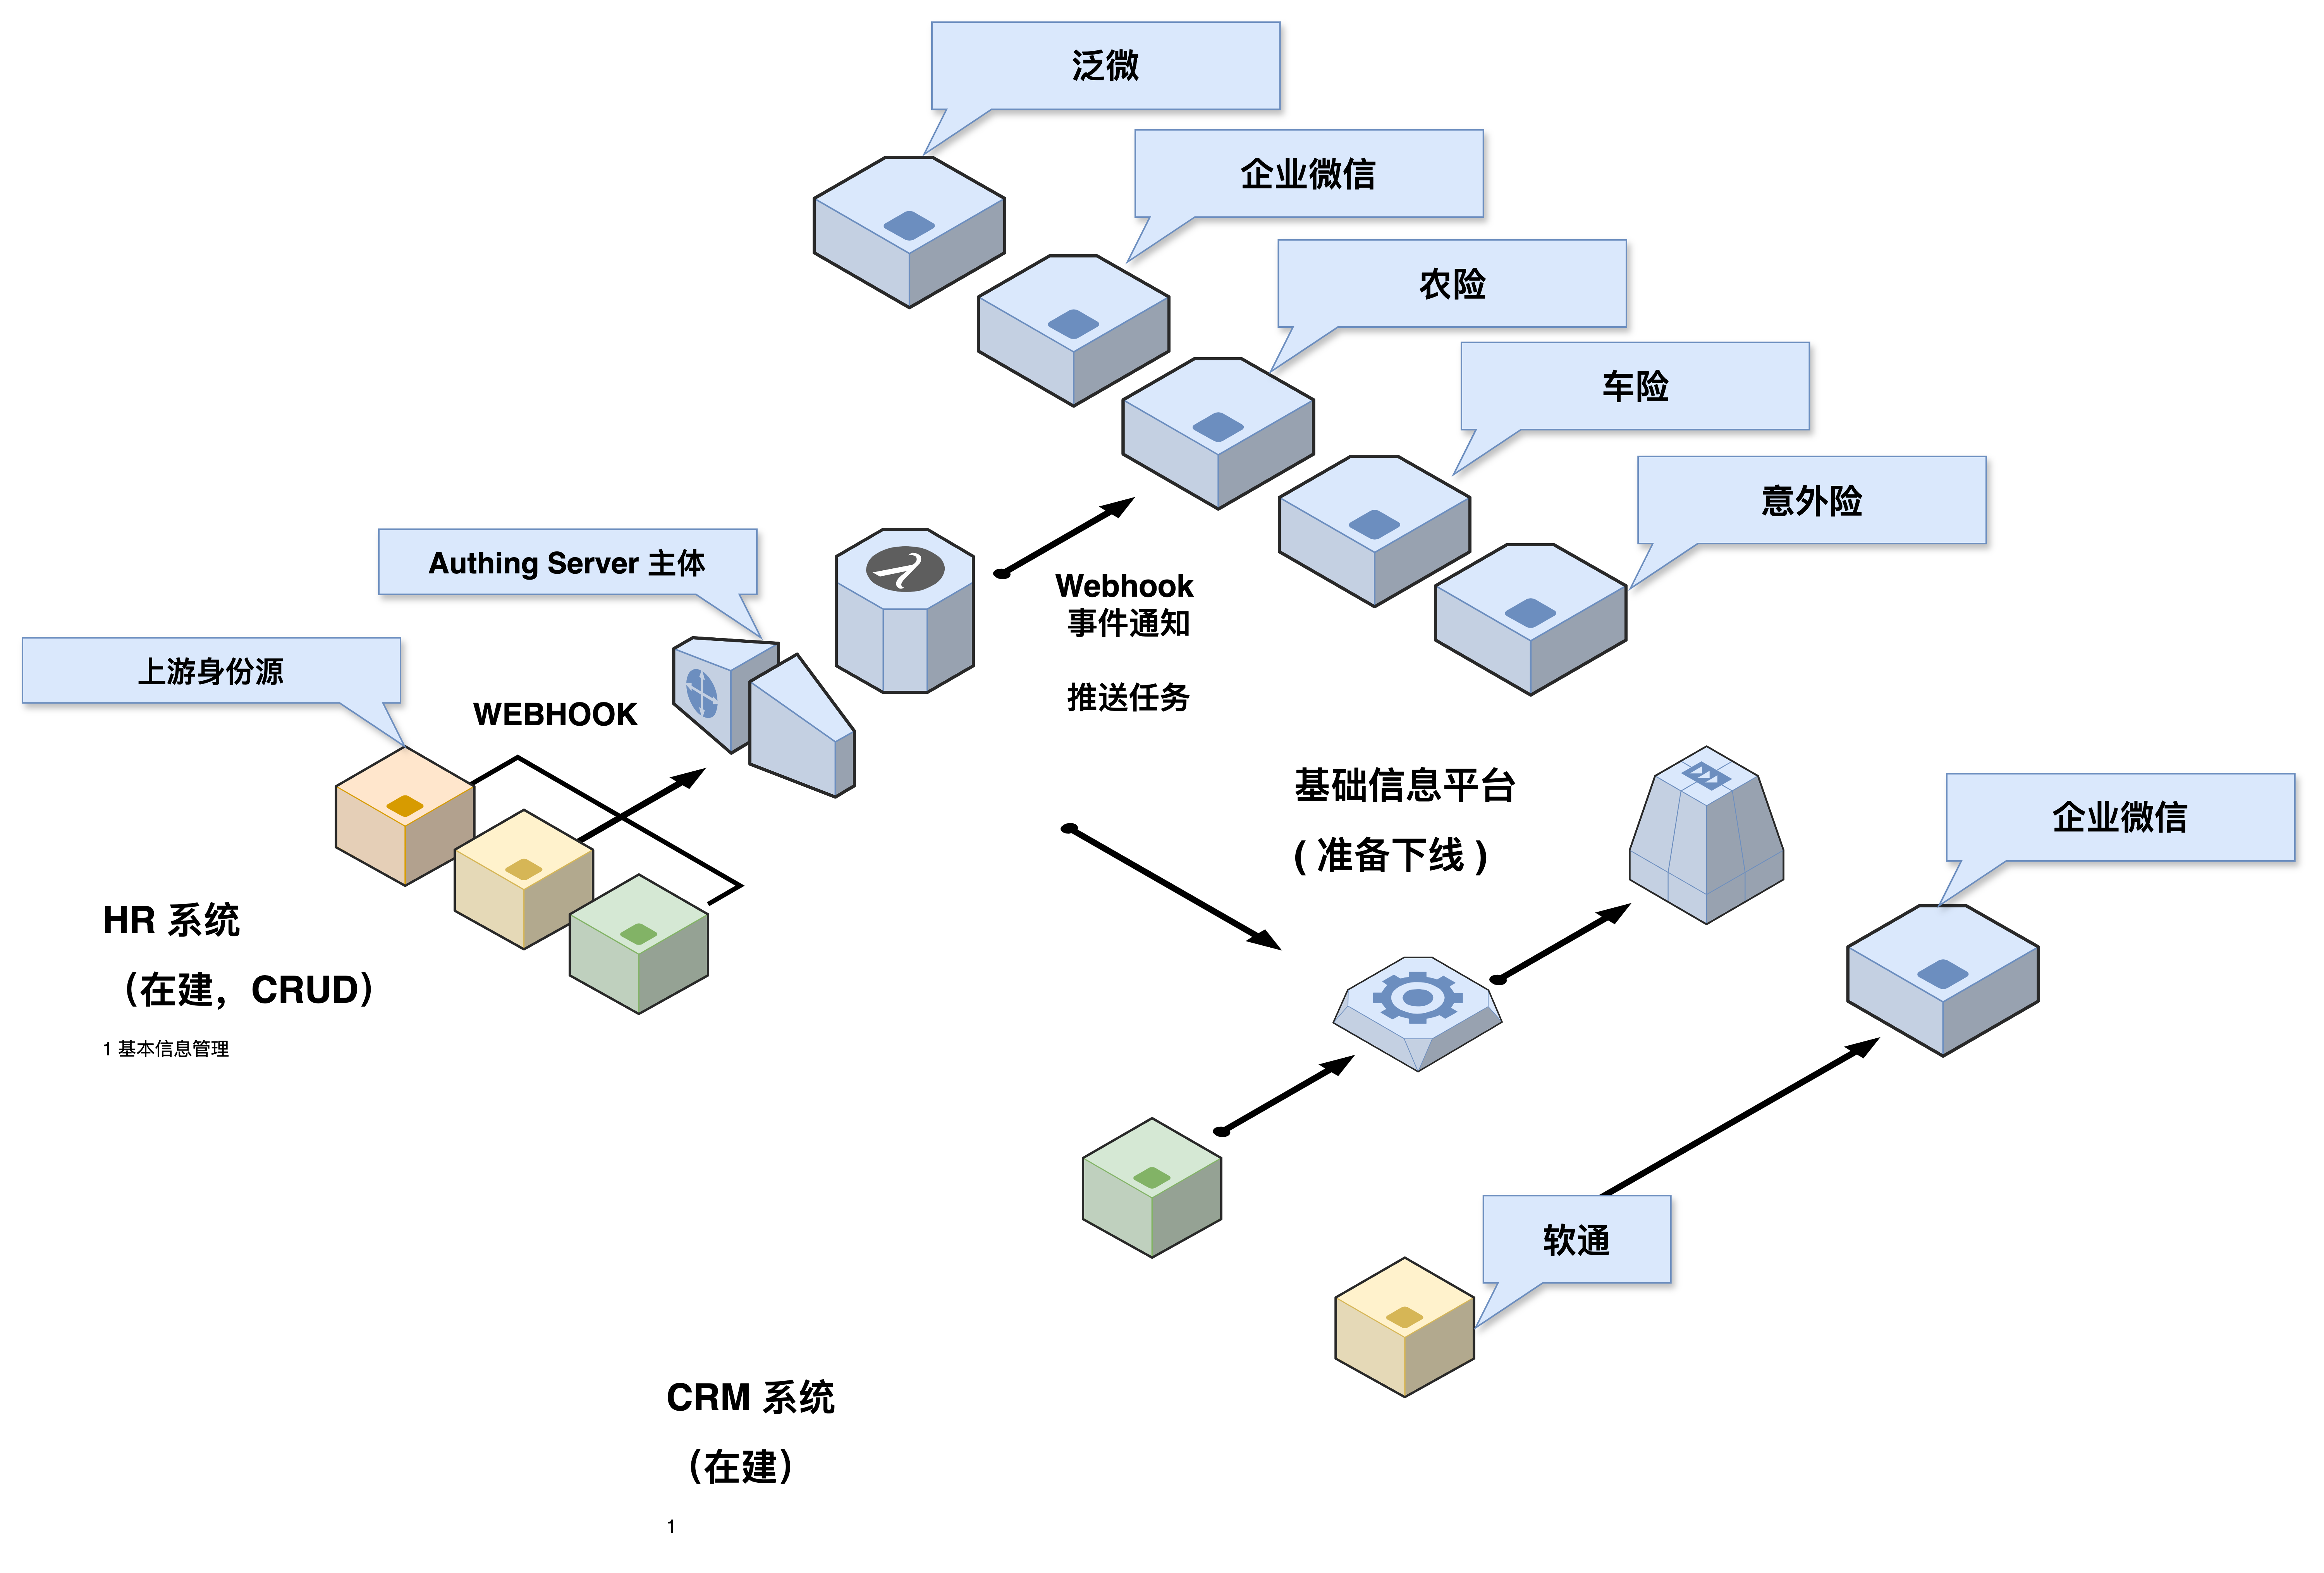 泛微
企业微信
农险
车险
意外险
Authing Server 主体
Webhook
事件通知
推送任务
上游身份源
WEBHOOK
基础信息平台
( 准备下线 )
企业微信
HR 系统
（在建，CRUD）
1 基本信息管理
软通
CRM 系统
（在建）
1